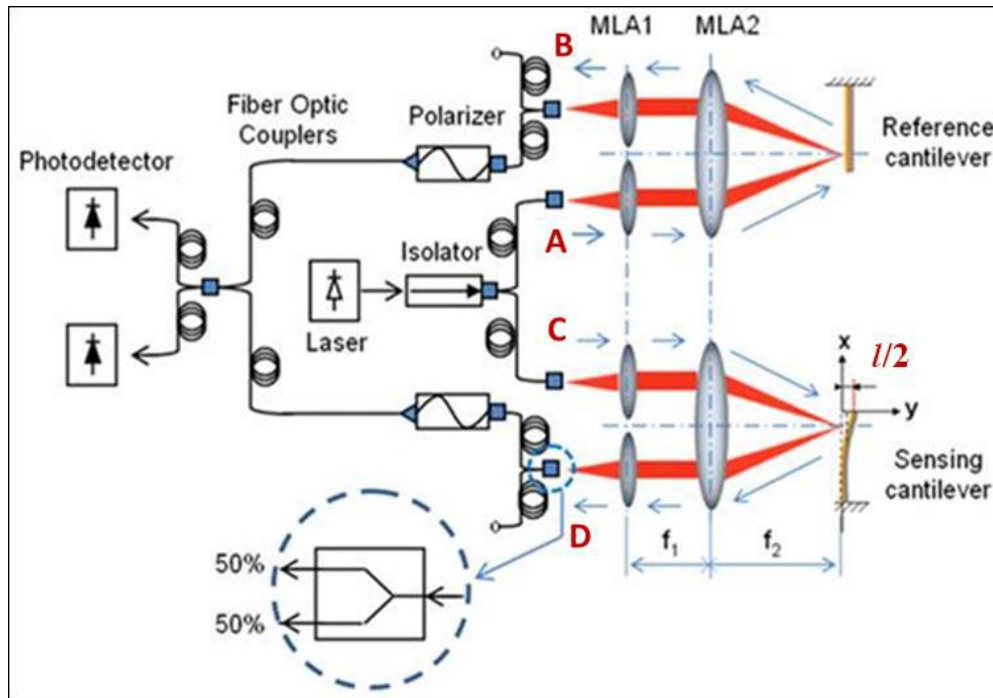 MLA1
MLA2
B
Fiber Optic
Couplers
Polarizer
Photodetector
Reference
cantilever
A
Isolator
Laser
C
x
l/2
y
Sensing
cantilever
D
f1
f2
50%
50%